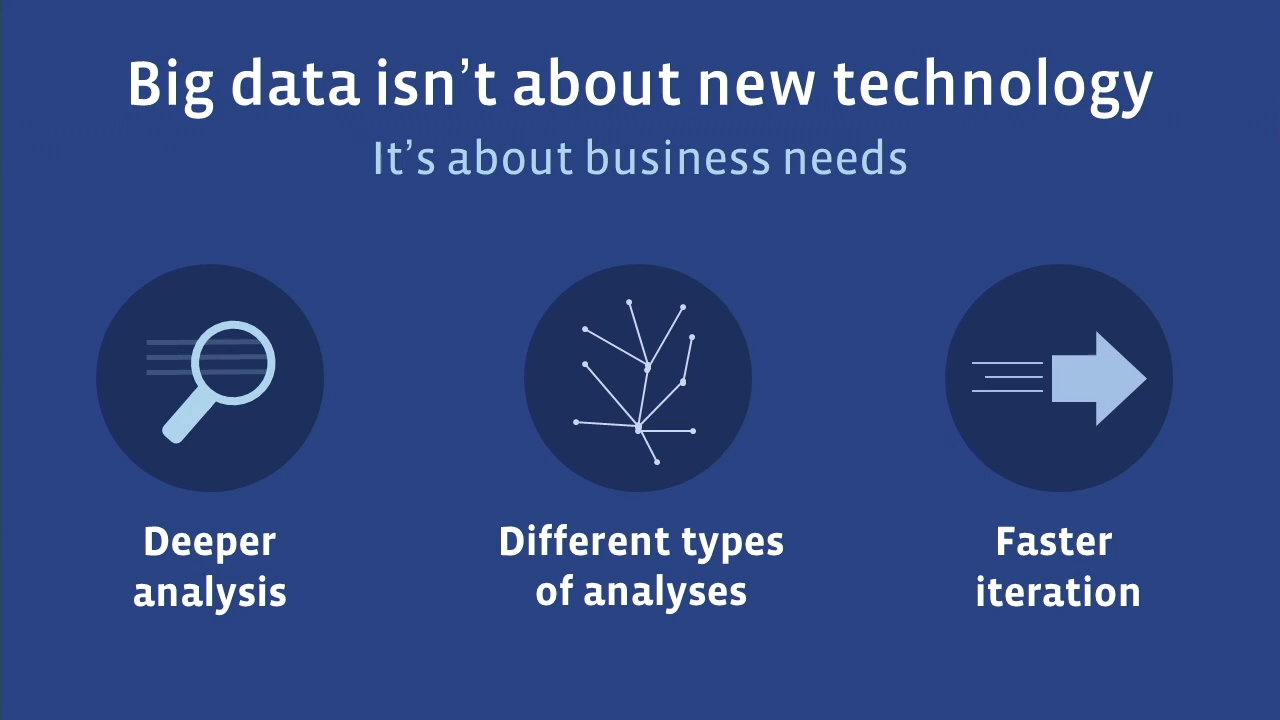 Big data isn’t about new technology
It’s about business needs
Deeper
analysis
Different types
of analyses
Faster
iteration